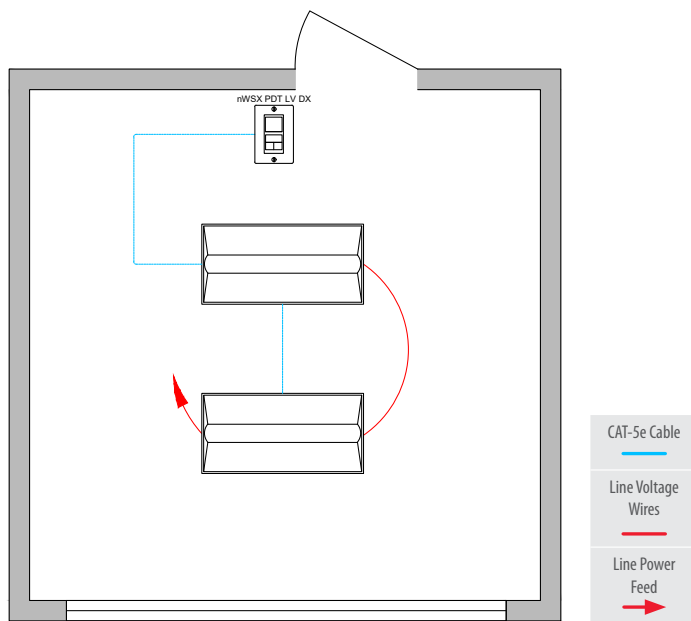 nWSX PDT LV DX
CAT-5e Cable
Line Voltage
Wires
Line Power
Feed